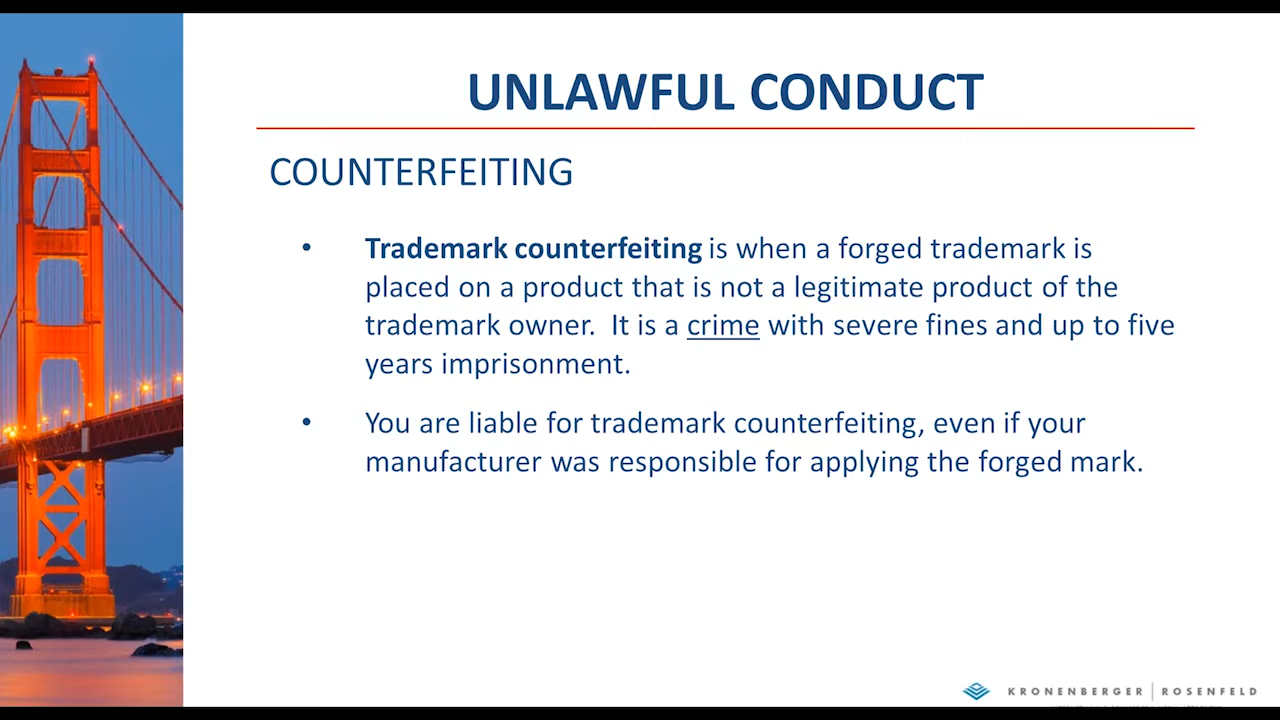 UNLAWFUL CONDUCT
COUNTERFEITING
• Trademark counterfeiting is when a forged trademark is
placed on a product that is not a legitimate product of the
trademark owner.  It is a crime with severe fines and up to five
years imprisonment.
• You are liable for trademark counterfeiting, even if your
manufacturer was responsible for applying the forged mark.
KRONENBERGER | ROSENFELD